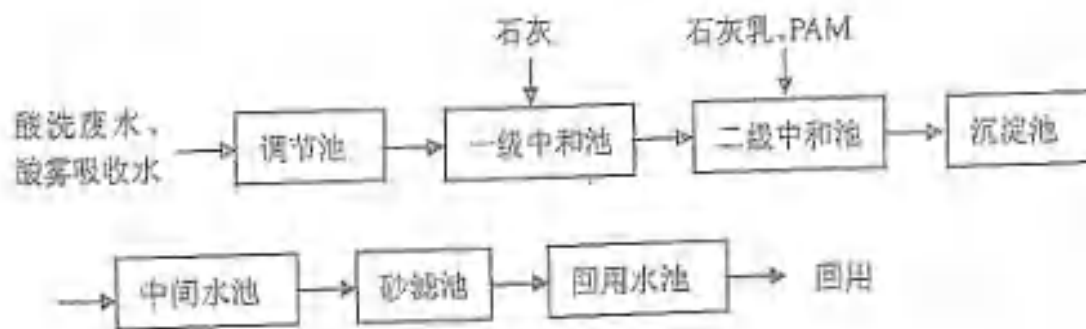 石灰
石灰乳、PAM
酸洗废水、
酸雾吸收水
调节池
一级中和池
二级中和池
沉淀池
中间水池
砂滤池
回用水池
回用